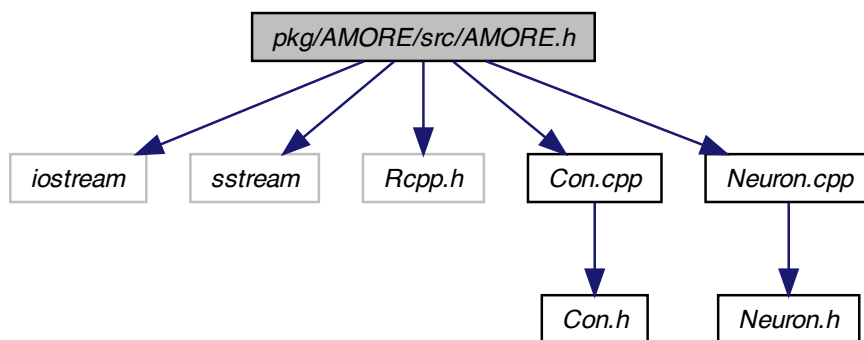 pkg/AMORE/src/AMORE.h
iostream
sstream
Rcpp.h
Con.cpp
Neuron.cpp
Con.h
Neuron.h